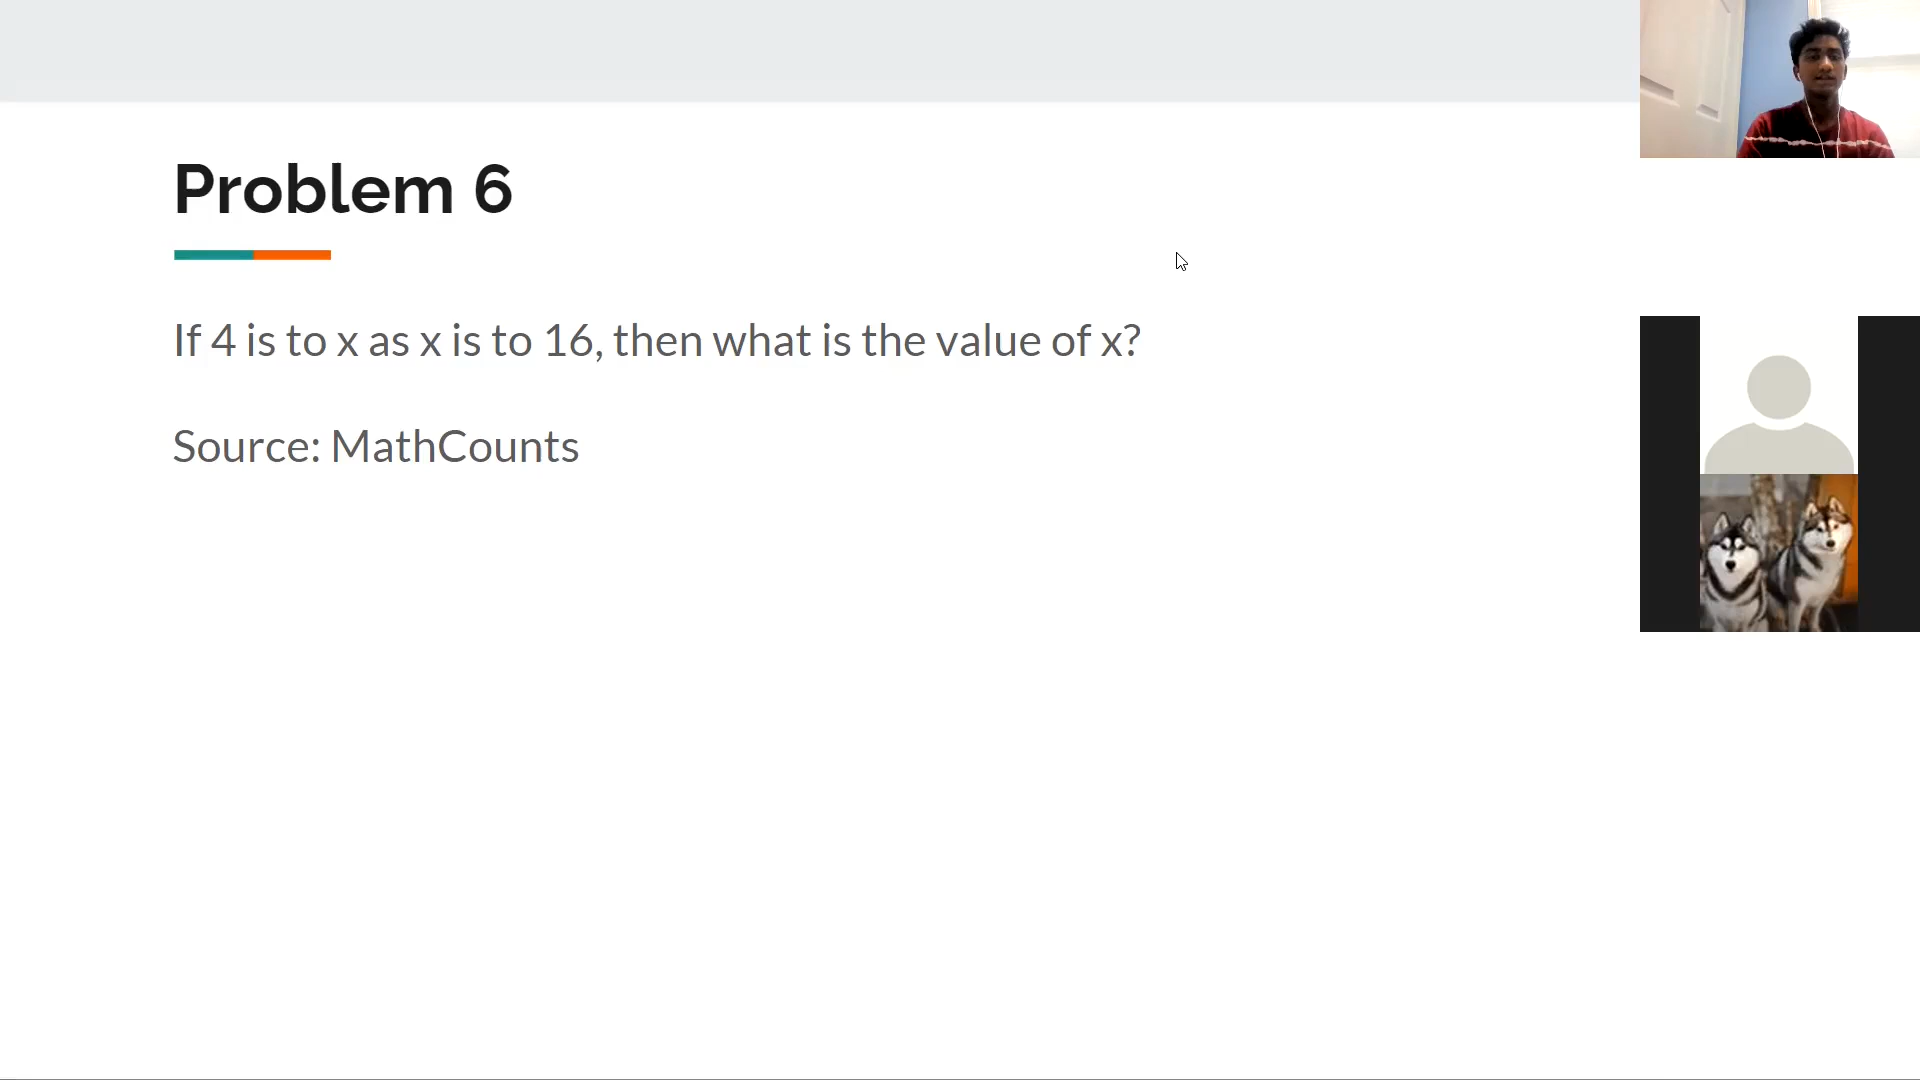 Problem 6
If 4 is to x as x is to 16, then what is the value of x?
Source: MathCounts